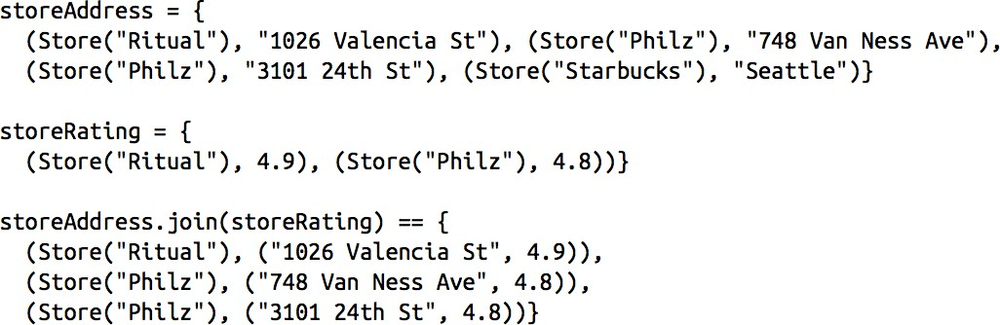 storeAddress = {
  (Store("Ritual"), "1026 Valencia St"), (Store("Philz"), "748 Van Ness Ave"),
  (Store("Philz"), "3101 24th St"), (Store("Starbucks"), "Seattle")}

storeRating = {
  (Store("Ritual"), 4.9), (Store("Philz"), 4.8))}

storeAddress.join(storeRating) == {
  (Store("Ritual"), ("1026 Valencia St", 4.9)),
  (Store("Philz"), ("748 Van Ness Ave", 4.8)),
  (Store("Philz"), ("3101 24th St", 4.8))}